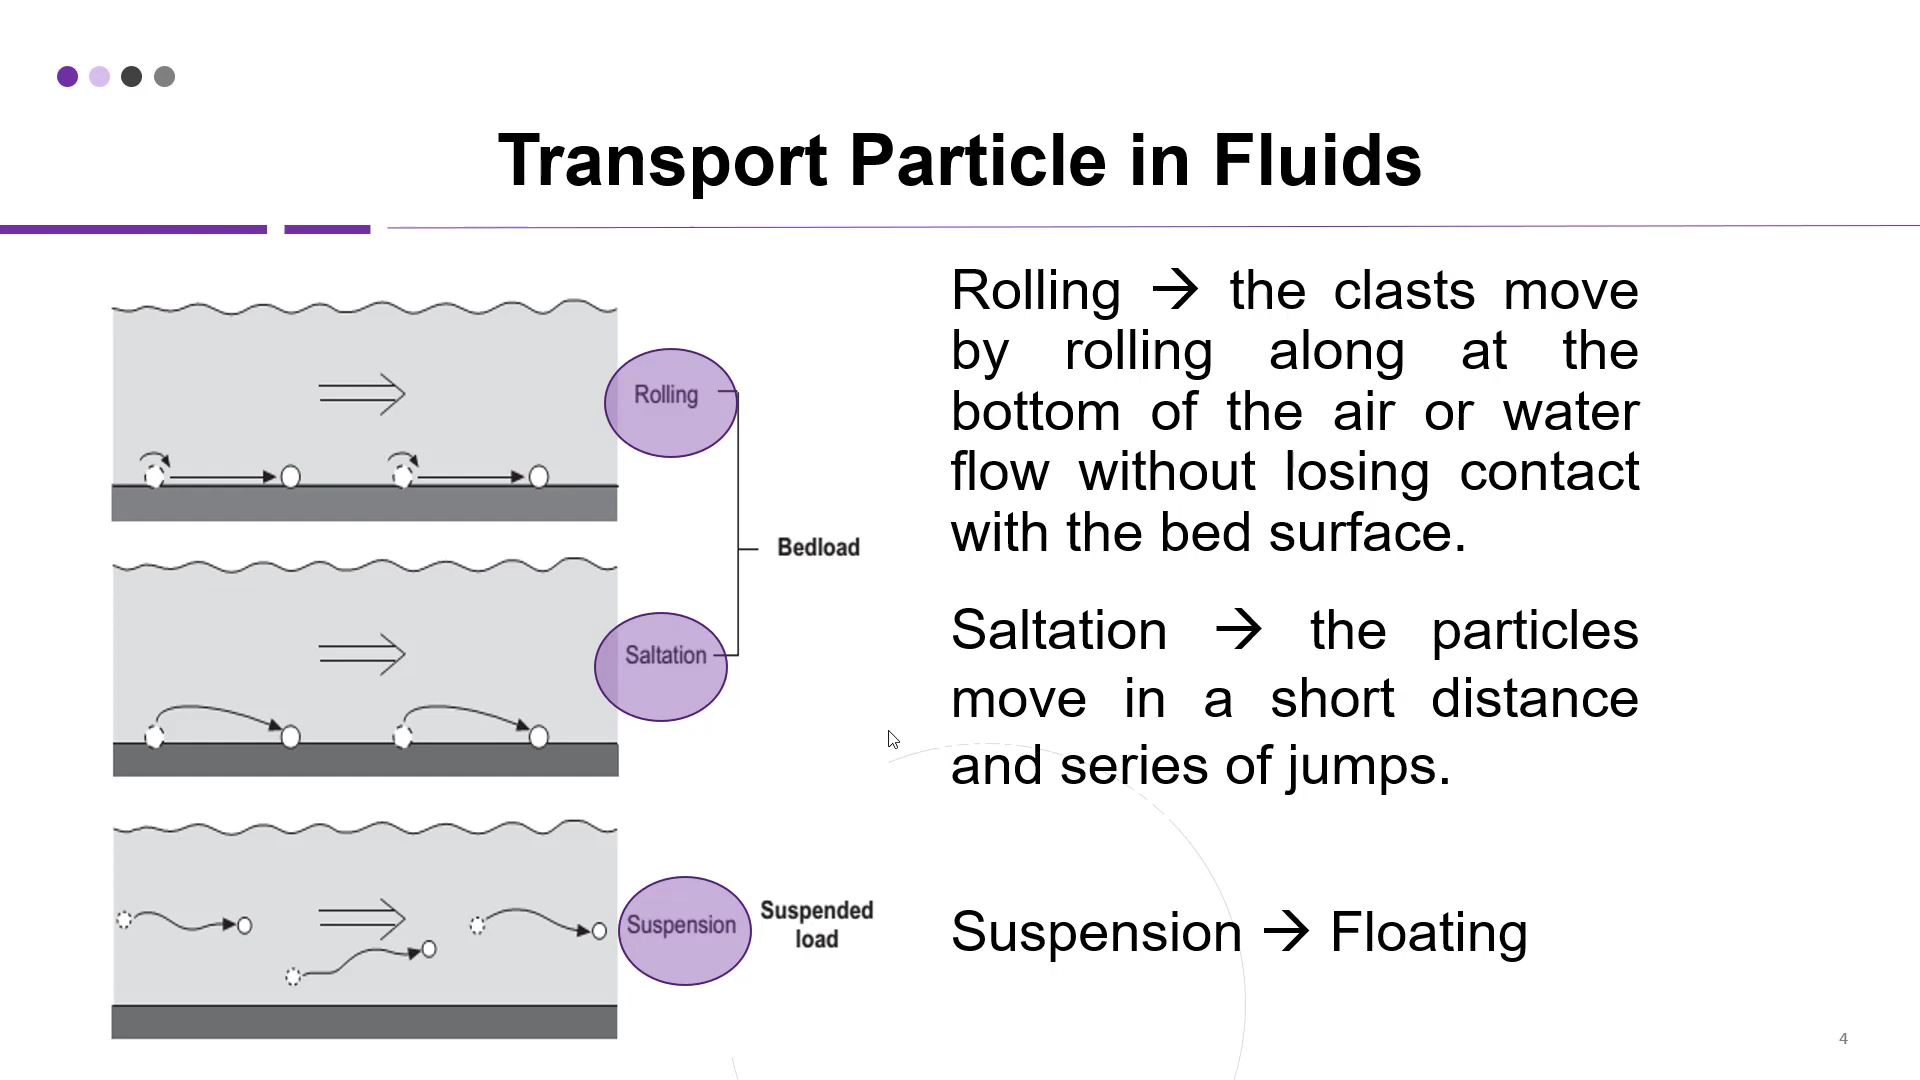 Transport Particle in Fluids
Rolling
Bedload
Saltation
Suspension
Suspended
load
Rolling → the clasts move
by rolling along at the
bottom of the air or water
flow without losing contact
with the bed surface.
Saltation → the particles
move in a short distance
and series of jumps.
Suspension → Floating
4